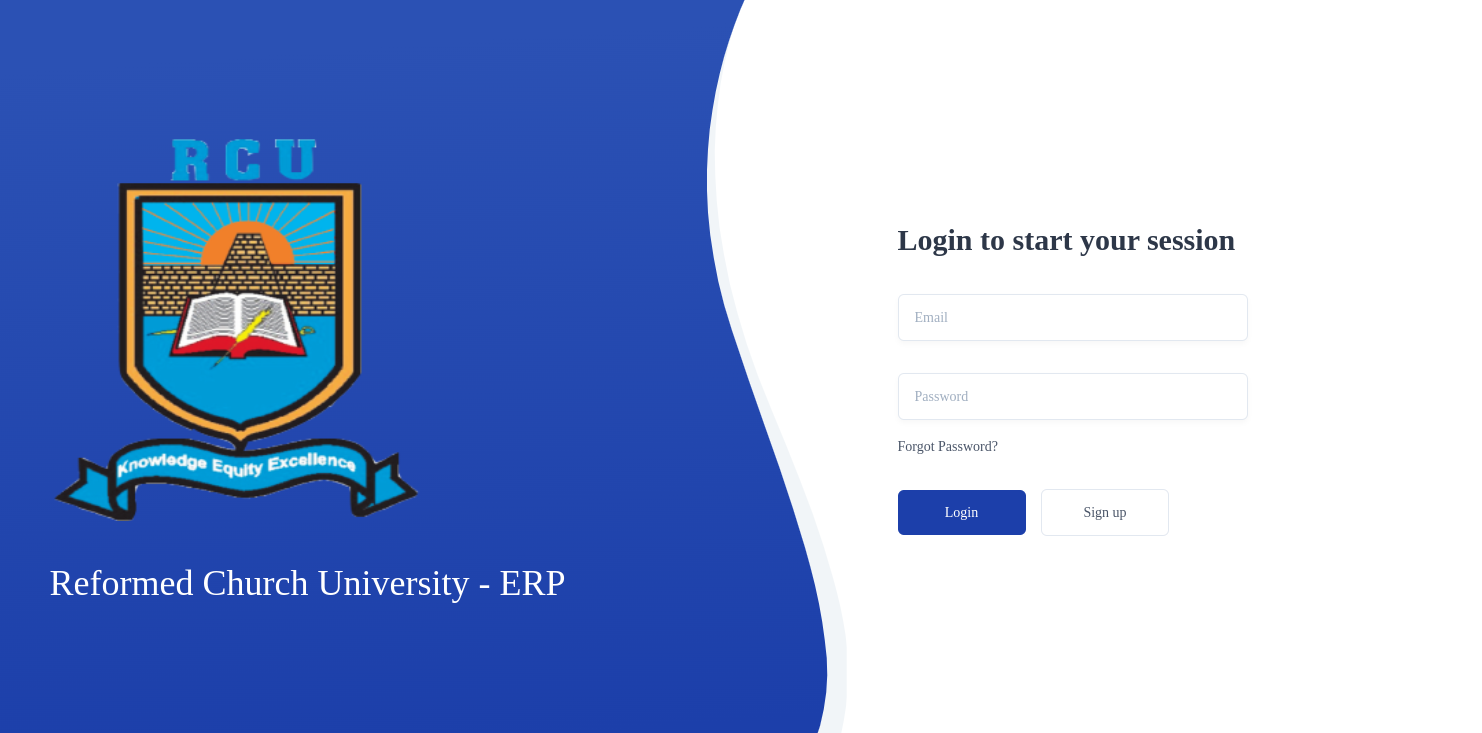 RCU
Knowledge Equity Excellence
Reformed Church University - ERP
Login to start your session
Email
Password
Forgot Password?
Login
Sign up